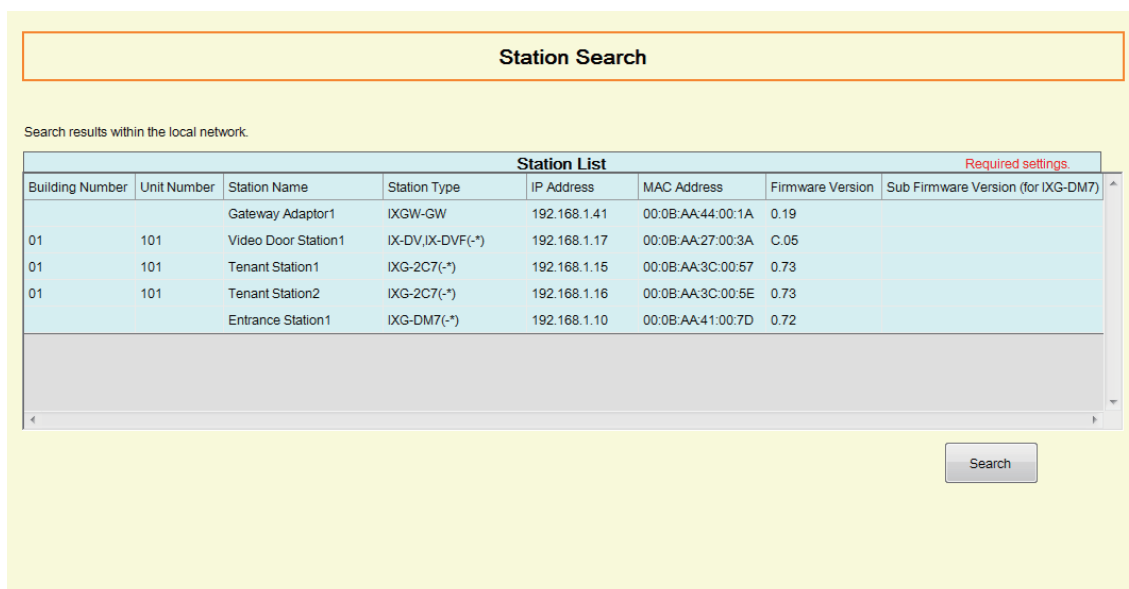 Station Search
Search results within the local network.
Station List Required settings.
Building Number Unit Number Station Name Station Type IP Address MAC Address Firmware Version Sub Firmware Version (for IXG-DM7)
Gateway Adaptor1 IXGW-GW 192.168.1.41 00:0B:AA:44:00:1A 0.19
01 101 Video Door Station1 IX-DV,IX-DVF(-*) 192.168.1.17 00:0B:AA:27:00:3A C.05
01 101 Tenant Station1 IXG-2C7(-*) 192.168.1.15 00:0B:AA:3C:00:57 0.73
01 101 Tenant Station2 IXG-2C7(-*) 192.168.1.16 00:0B:AA:3C:00:5E 0.73
Entrance Station1 IXG-DM7(-*) 192.168.1.10 00:0B:AA:41:00:7D 0.72
Search